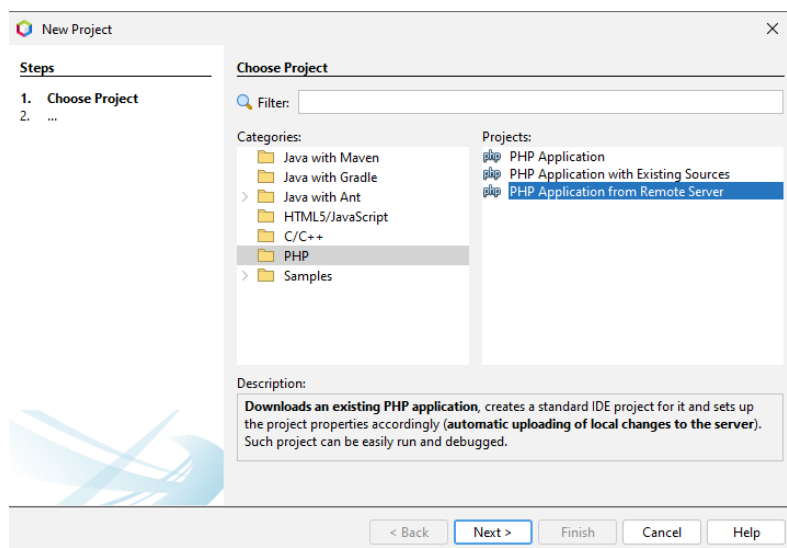 New Project
Steps
1. Choose Project
2. ...
Choose Project
Filter:
Categories:
Java with Maven
Java with Gradle
Java with Ant
HTML5/JavaScript
C/C++
PHP
Samples
Projects:
php PHP Application
php PHP Application with Existing Sources
php PHP Application from Remote Server
Description:
Downloads an existing PHP application, creates a standard IDE project for it and sets up
the project properties accordingly (automatic uploading of local changes to the server).
Such project can be easily run and debugged.
< Back
Next >
Finish
Cancel
Help